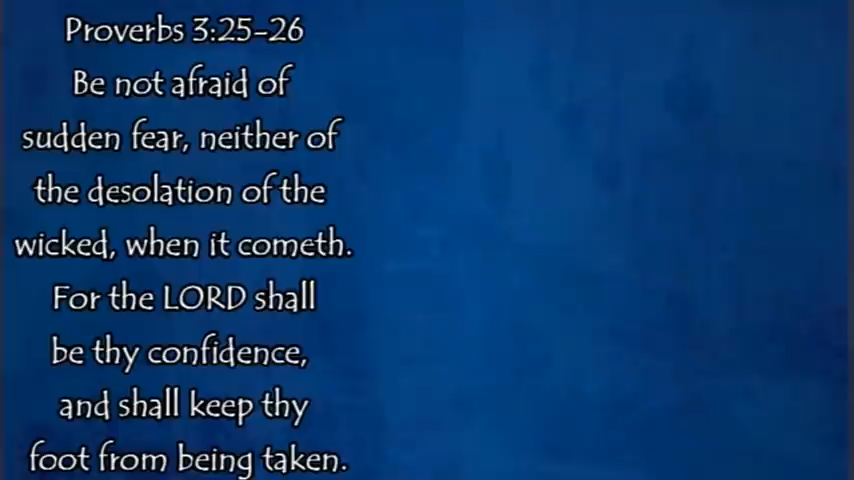 Proverbs 3:25-26
Be not afraid of
sudden fear, neither of
the desolation of the
wicked, when it cometh.
For the LORD shall
be thy confidence,
and shall keep thy
foot from being taken.